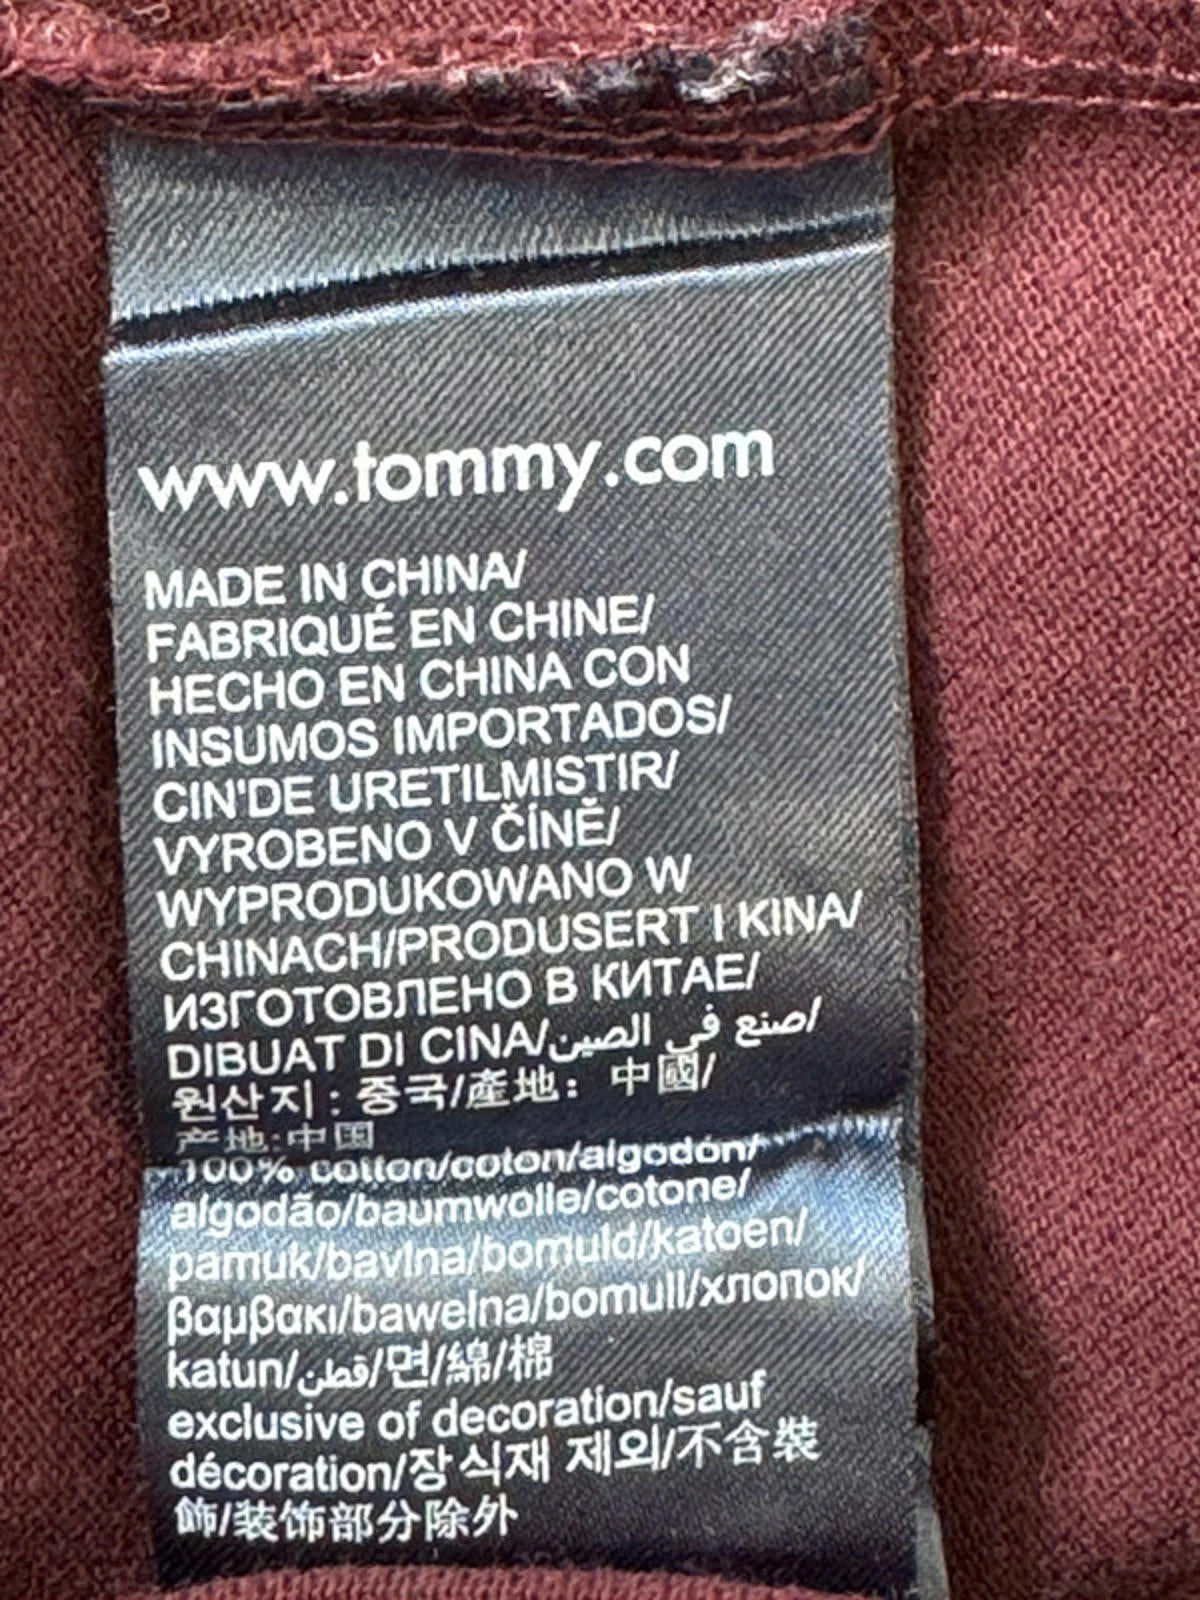 www.tommy.com
MADE IN CHINA/
FABRIQUÉ EN CHINE/
HECHO EN CHINA CON
INSUMOS IMPORTADOS/
CIN'DE URETILMISTIR/
VYROBENO V ČÍNĚ/
WYPRODUKOWANO W
CHINACH/PRODUSERT I KINA/
ИЗГОТОВЛЕНО В КИТАЕ/
DIBUAT DI CINA/صنع في الصين/
원산지 : 중국/產地： 中國/
产地:中国
100% cotton/coton/algodón/
algodão/baumwolle/cotone/
pamuk/bavlna/bomuld/katoen/
βαμβακι/bawelna/bomull/хлопок/
katun/قطن/면/綿/棉
exclusive of decoration/sauf
décoration/장식재 제외/不含裝
飾/装饰部分除外